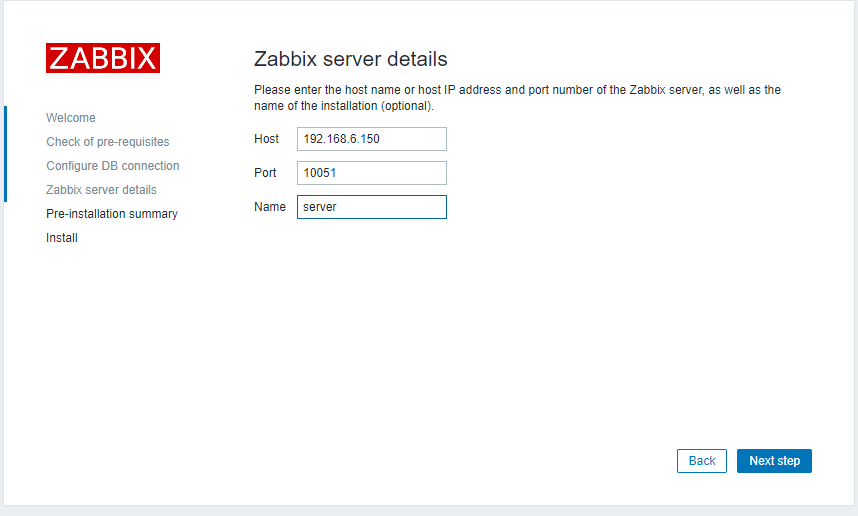 ZABBIX
Welcome
Check of pre-requisites
Configure DB connection
Zabbix server details
Pre-installation summary
Install
Zabbix server details
Please enter the host name or host IP address and port number of the Zabbix server, as well as the
name of the installation (optional).
Host 192.168.6.150
Port 10051
Name server
Back Next step